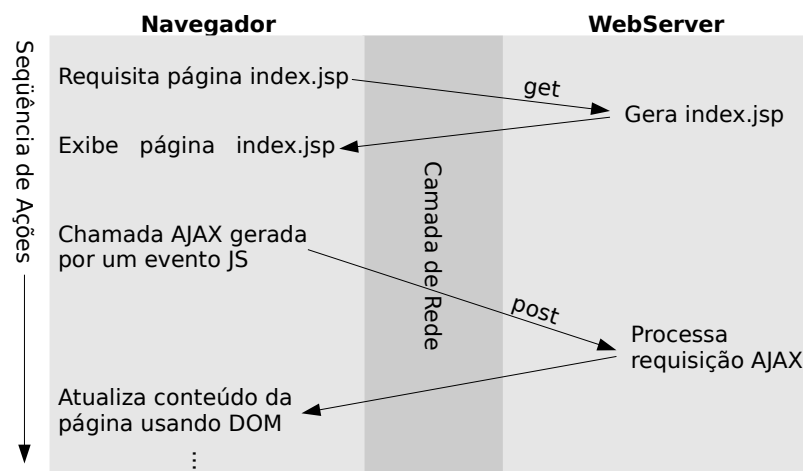 Navegador
WebServer
Seqüência de Ações
Requisita página index.jsp
get
Gera index.jsp
Exibe página index.jsp
Camada de Rede
Chamada AJAX gerada
por um evento JS
post
Processa
requisição AJAX
Atualiza conteúdo da
página usando DOM
...